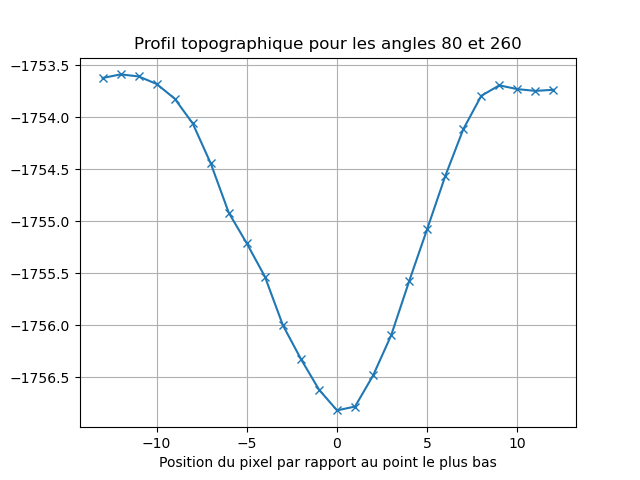 Profil topographique pour les angles 80 et 260
−1753.5
−1754.0
−1754.5
−1755.0
−1755.5
−1756.0
−1756.5
−10 −5 0 5 10
Position du pixel par rapport au point le plus bas